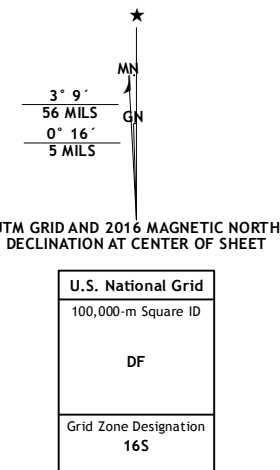 MN
3° 9´
56 MILS
GN
0° 16´
5 MILS
UTM GRID AND 2016 MAGNETIC NORTH
DECLINATION AT CENTER OF SHEET
U.S. National Grid
100,000-m Square ID
DF
Grid Zone Designation
16S